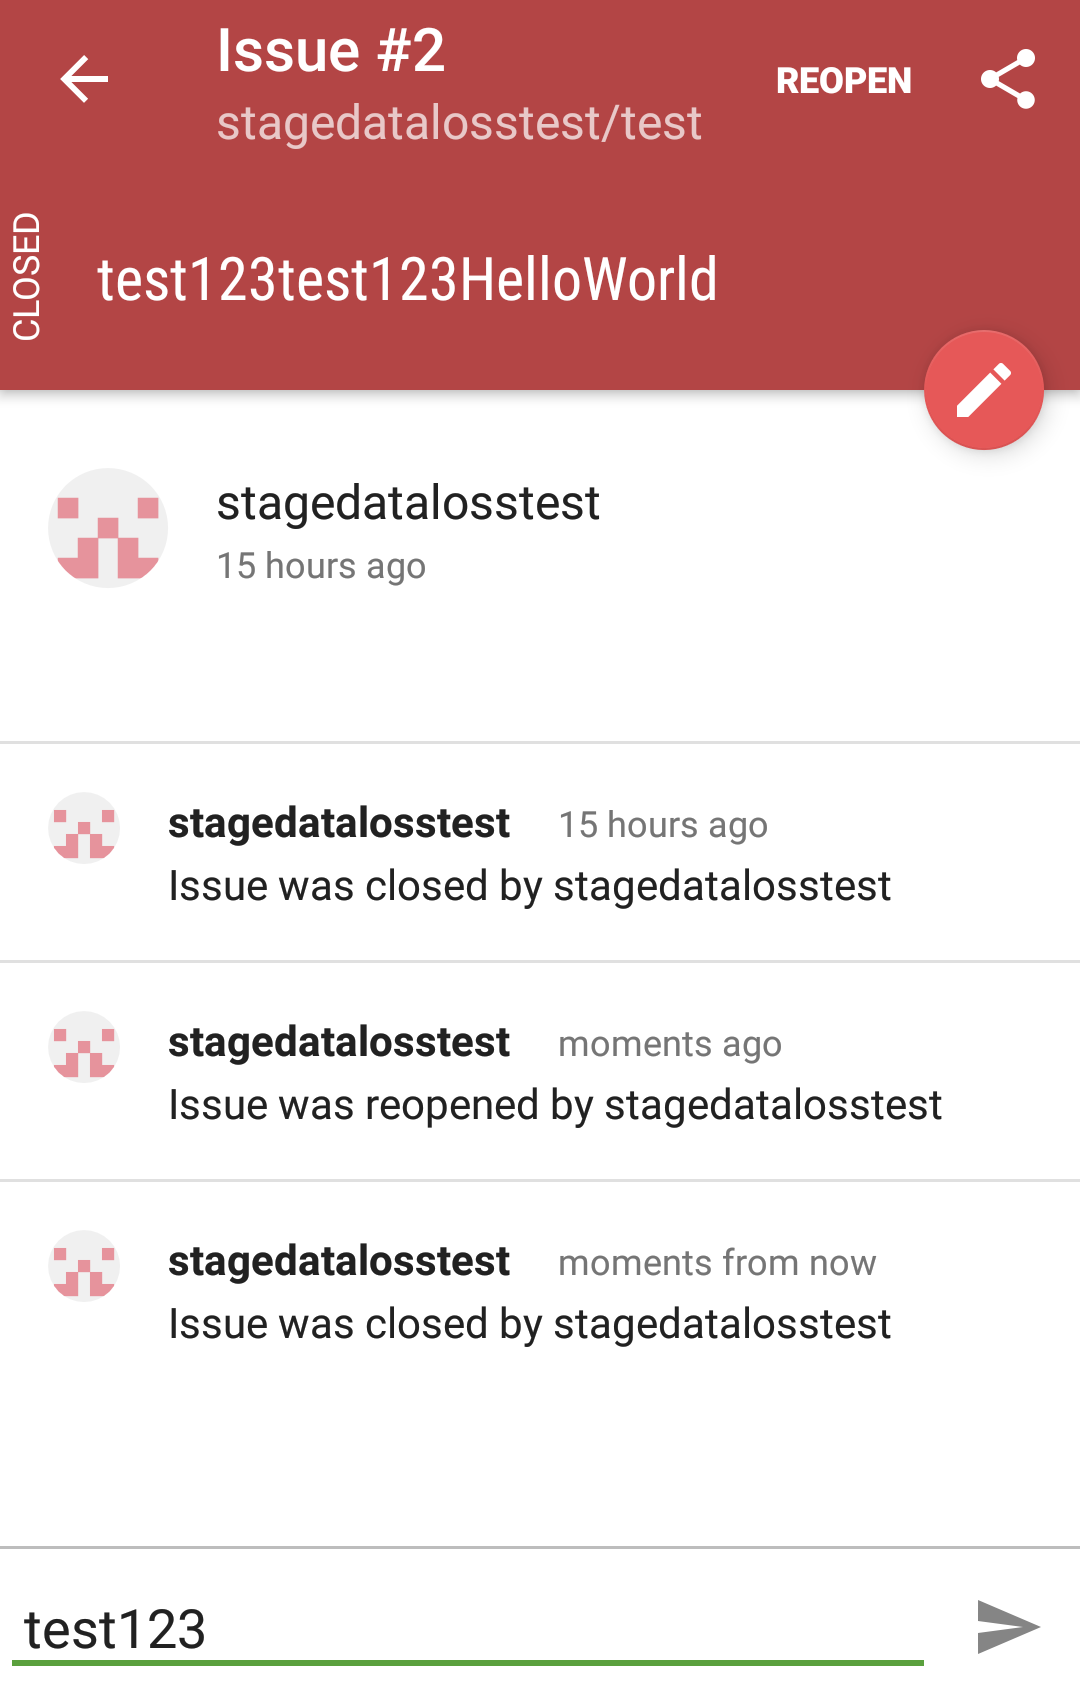 Issue #2
stagedatalosstest/test
REOPEN
CLOSED
test123test123HelloWorld
stagedatalosstest
15 hours ago
stagedatalosstest 15 hours ago
Issue was closed by stagedatalosstest
stagedatalosstest moments ago
Issue was reopened by stagedatalosstest
stagedatalosstest moments from now
Issue was closed by stagedatalosstest
test123